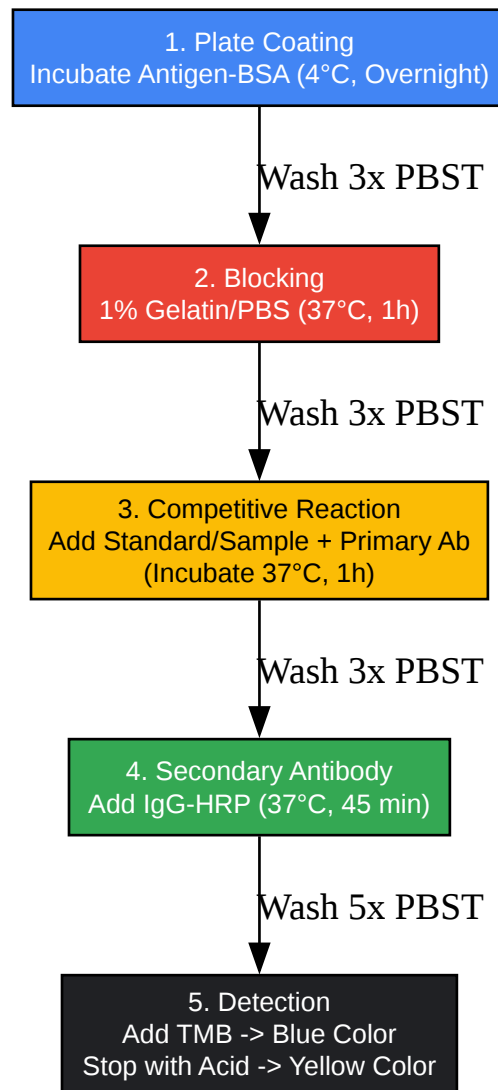 1. Plate Coating
Incubate Antigen-BSA (4°C, Overnight)
Wash 3x PBST
2. Blocking
1% Gelatin/PBS (37°C, 1h)
Wash 3x PBST
3. Competitive Reaction
Add Standard/Sample + Primary Ab
(Incubate 37°C, 1h)
Wash 3x PBST
4. Secondary Antibody
Add IgG-HRP (37°C, 45 min)
Wash 5x PBST
5. Detection
Add TMB -> Blue Color
Stop with Acid -> Yellow Color